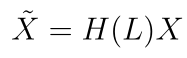 X̃ = H(L)X